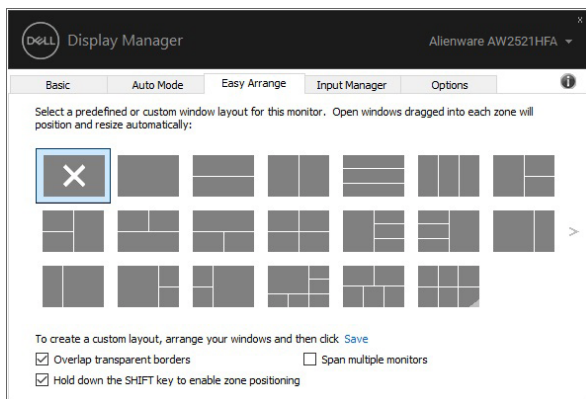 DELL Display Manager
Alienware AW2521HFA
Basic
Auto Mode
Easy Arrange
Input Manager
Options
Select a predefined or custom window layout for this monitor. Open windows dragged into each zone will
position and resize automatically:
To create a custom layout, arrange your windows and then click Save
Overlap transparent borders
Span multiple monitors
Hold down the SHIFT key to enable zone positioning